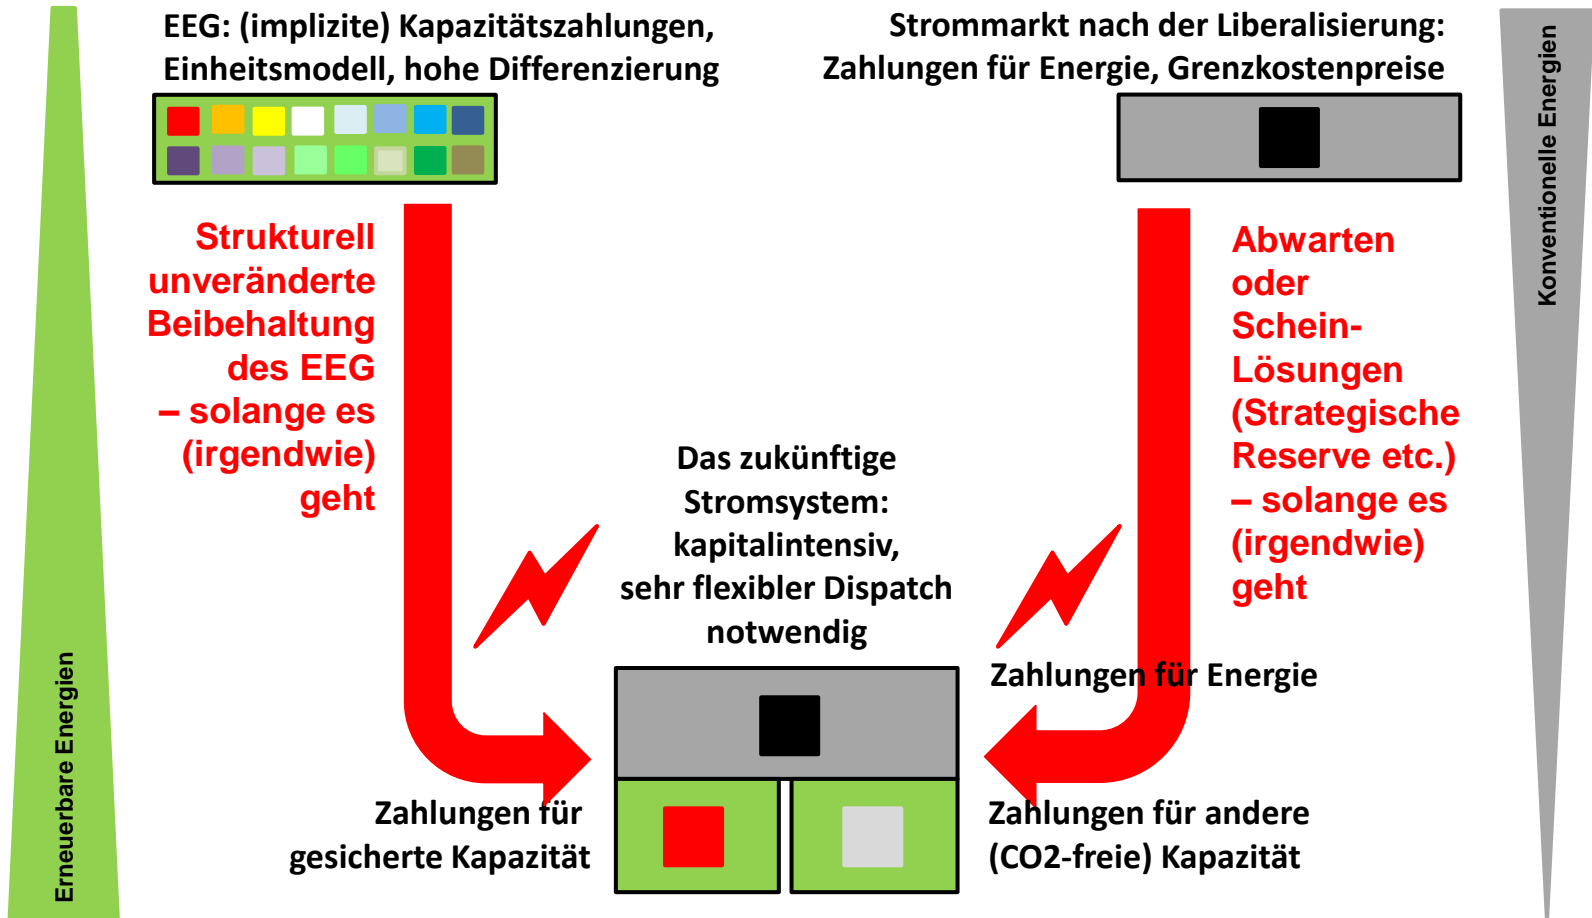 EEG: (implizite) Kapazitätszahlungen,
Einheitsmodell, hohe Differenzierung
Strommarkt nach der Liberalisierung:
Zahlungen für Energie, Grenzkostenpreise
Konventionelle Energien
Strukturell
unveränderte
Beibehaltung
des EEG
– solange es
(irgendwie)
geht
Abwarten
oder
Schein-
Lösungen
(Strategische
Reserve etc.)
– solange es
(irgendwie)
geht
Das zukünftige
Stromsystem:
kapitalintensiv,
sehr flexibler Dispatch
notwendig
Zahlungen für Energie
Erneuerbare Energien
Zahlungen für
gesicherte Kapazität
Zahlungen für andere
(CO2-freie) Kapazität